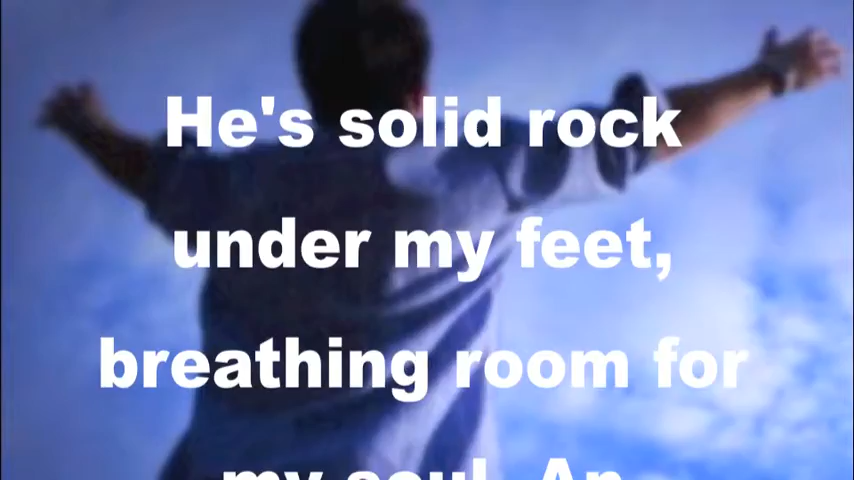 He's solid rock
under my feet,
breathing room for
my soul. An